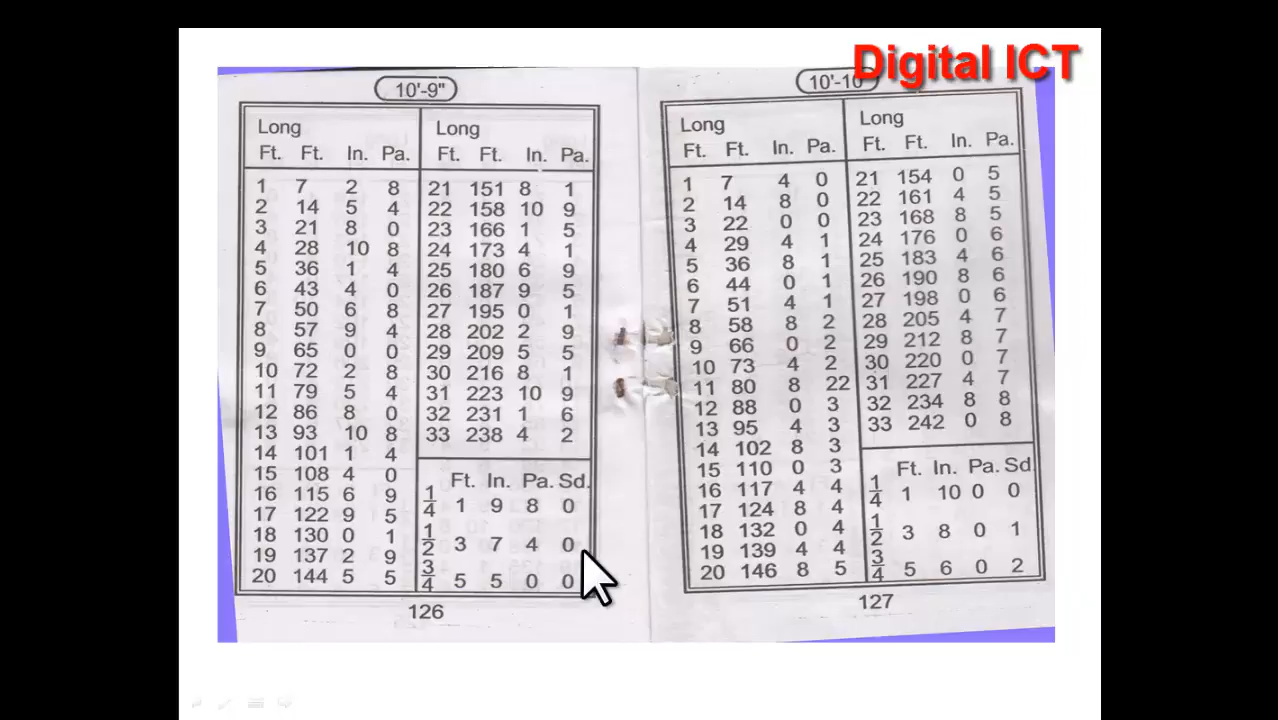 Digital ICT
10'-9"
Long
Ft. Ft. In. Pa.
1 7 2 8
2 14 5 4
3 21 8 0
4 28 10 8
5 36 1 4
6 43 4 0
7 50 6 8
8 57 9 4
9 65 0 0
10 72 2 8
11 79 5 4
12 86 8 0
13 93 10 8
14 101 1 4
15 108 4 0
16 115 6 9
17 122 9 5
18 130 0 1
19 137 2 9
20 144 5 5
Long
Ft. Ft. In. Pa.
21 151 8 1
22 158 10 9
23 166 1 5
24 173 4 1
25 180 6 9
26 187 9 5
27 195 0 1
28 202 2 9
29 209 5 5
30 216 8 1
31 223 10 9
32 231 1 6
33 238 4 2
Ft. In. Pa. Sd.
1/4 1 9 8 0
1/2 3 7 4 0
3/4 5 5 0 0
126
10'-10
Long
Ft. Ft. In. Pa.
1 7 4 0
2 14 8 0
3 22 0 0
4 29 4 1
5 36 8 1
6 44 0 1
7 51 4 1
8 58 8 2
9 66 0 2
10 73 4 2
11 80 8 22
12 88 0 3
13 95 4 3
14 102 8 3
15 110 0 3
16 117 4 4
17 124 8 4
18 132 0 4
19 139 4 4
20 146 8 5
Long
Ft. Ft. In. Pa.
21 154 0 5
22 161 4 5
23 168 8 5
24 176 0 6
25 183 4 6
26 190 8 6
27 198 0 6
28 205 4 7
29 212 8 7
30 220 0 7
31 227 4 7
32 234 8 8
33 242 0 8
Ft. In. Pa. Sd.
1/4 1 10 0 0
1/2 3 8 0 1
3/4 5 6 0 2
127